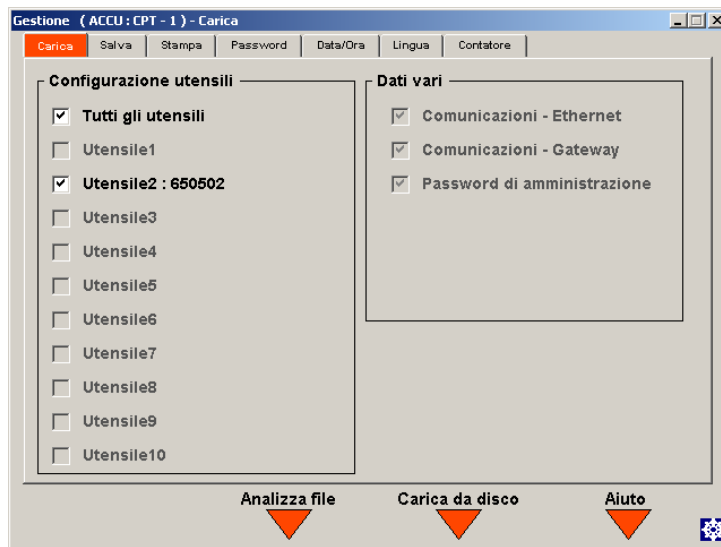 Gestione ( ACCU : CPT - 1 ) - Carica
Carica Salva Stampa Password Data/Ora Lingua Contatore
Configurazione utensili
Tutti gli utensili
Utensile1
Utensile2 : 650502
Utensile3
Utensile4
Utensile5
Utensile6
Utensile7
Utensile8
Utensile9
Utensile10
Dati vari
Comunicazioni - Ethernet
Comunicazioni - Gateway
Password di amministrazione
Analizza file Carica da disco Aiuto